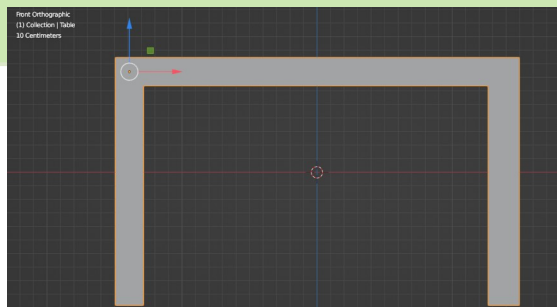 Front Orthographic
(1) Collection | Table
10 Centimeters